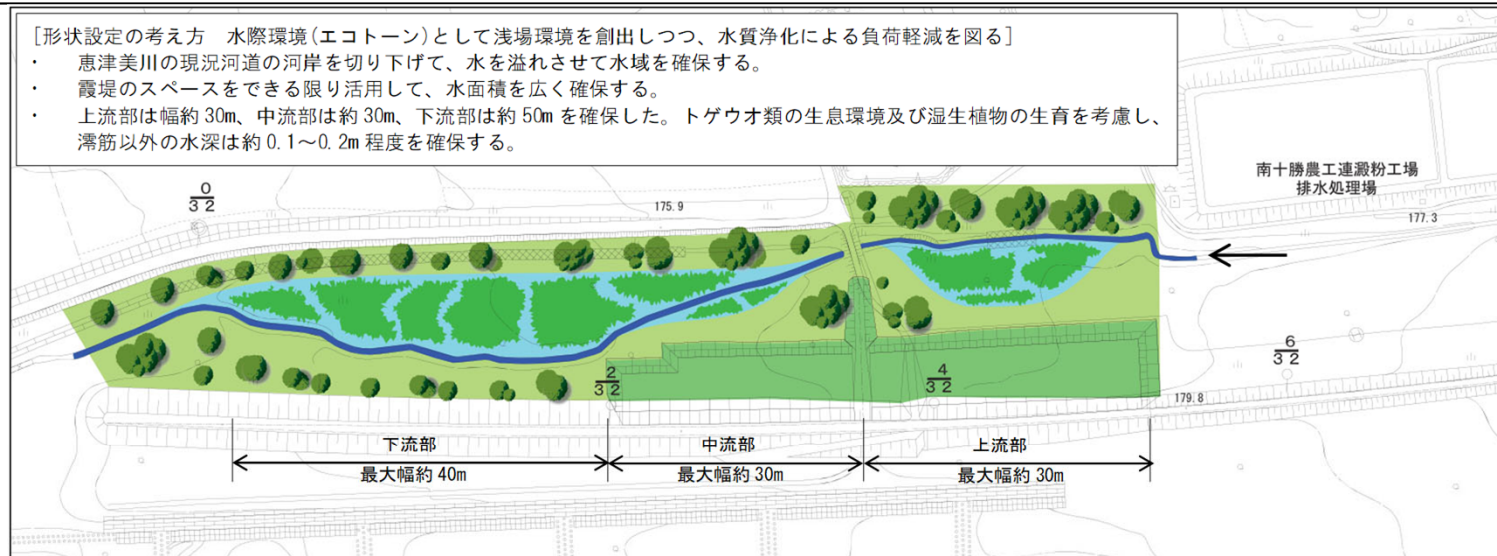 [形状設定の考え方　水際環境(エコトーン)として浅場環境を創出しつつ、水質浄化による負荷軽減を図る]
・　恵津美川の現況河道の河岸を切り下げて、水を溢れさせて水域を確保する。
・　霞堤のスペースをできる限り活用して、水面積を広く確保する。
・　上流部は幅約30m、中流部は約30m、下流部は約50mを確保した。トゲウオ類の生息環境及び湿生植物の生育を考慮し、
澪筋以外の水深は約0.1～0.2m程度を確保する。
南十勝農工連澱粉工場
排水処理場
0
32
175.9
177.3
6
32
2
32
4
32
179.8
下流部
中流部
上流部
最大幅約40m
最大幅約30m
最大幅約30m